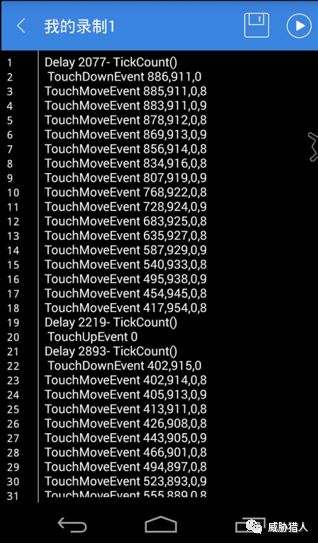 我的录制1
1 Delay 2077- TickCount()
2 TouchDownEvent 886,911,0
3 TouchMoveEvent 885,911,0,8
4 TouchMoveEvent 883,911,0,9
5 TouchMoveEvent 878,912,0,8
6 TouchMoveEvent 869,913,0,9
7 TouchMoveEvent 856,914,0,8
8 TouchMoveEvent 834,916,0,8
9 TouchMoveEvent 807,919,0,9
10 TouchMoveEvent 768,922,0,8
11 TouchMoveEvent 728,924,0,9
12 TouchMoveEvent 683,925,0,8
13 TouchMoveEvent 635,927,0,8
14 TouchMoveEvent 587,929,0,9
15 TouchMoveEvent 540,933,0,9
16 TouchMoveEvent 495,938,0,9
17 TouchMoveEvent 454,945,0,8
18 TouchMoveEvent 417,954,0,8
19 Delay 2219- TickCount()
20 TouchUpEvent 0
21 Delay 2893- TickCount()
22 TouchDownEvent 402,915,0
23 TouchMoveEvent 402,914,0,8
24 TouchMoveEvent 405,913,0,9
25 TouchMoveEvent 413,911,0,8
26 TouchMoveEvent 426,908,0,8
27 TouchMoveEvent 443,905,0,9
28 TouchMoveEvent 466,901,0,8
29 TouchMoveEvent 494,897,0,8
30 TouchMoveEvent 523,893,0,9
31 TouchMoveEvent 555,889,0,8
威胁猎人